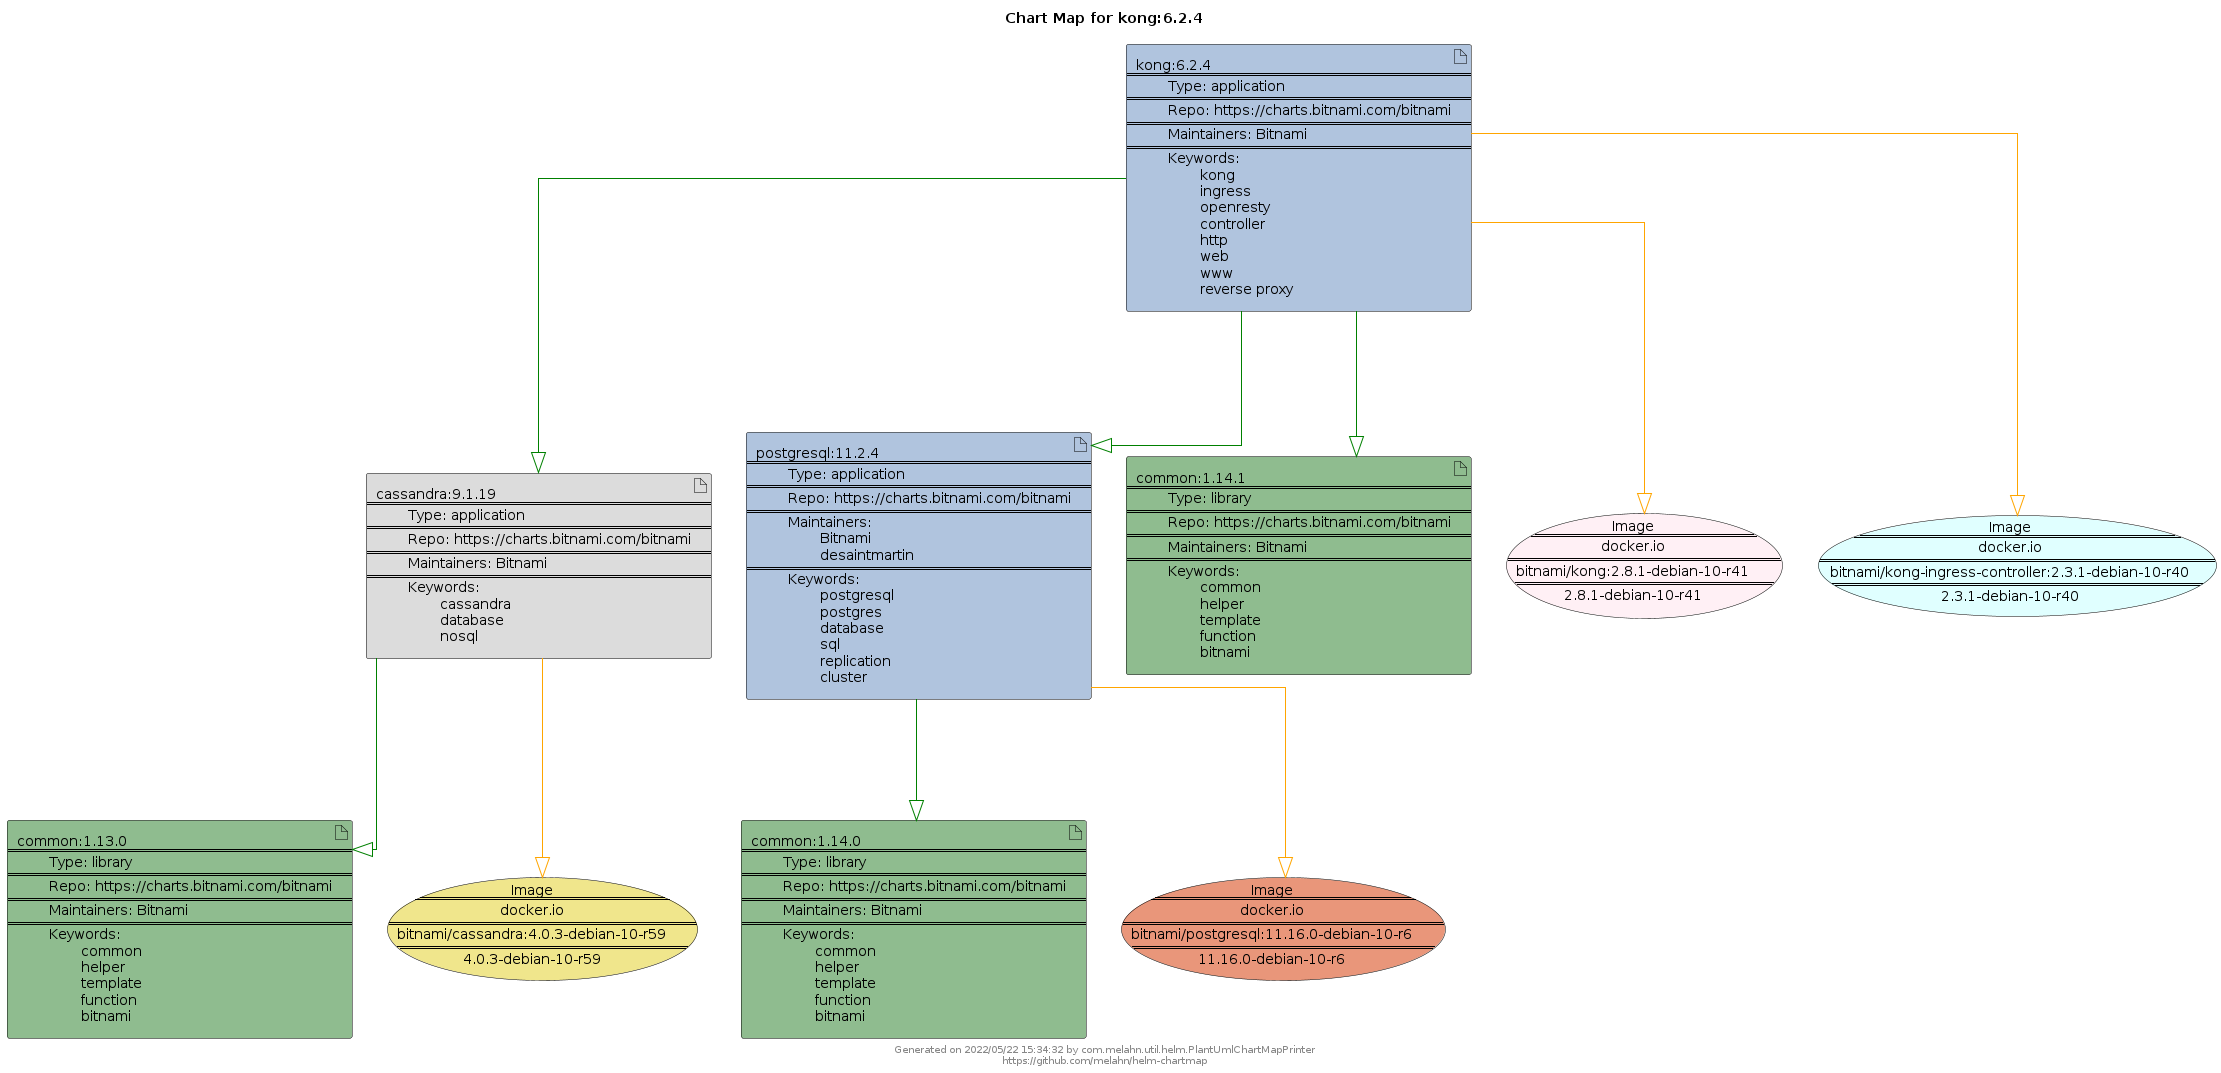 Chart Map for kong:6.2.4
kong:6.2.4
Type: application
Repo: https://charts.bitnami.com/bitnami
Maintainers: Bitnami
Keywords:
kong
ingress
openresty
controller
http
web
www
reverse proxy
cassandra:9.1.19
Type: application
Repo: https://charts.bitnami.com/bitnami
Maintainers: Bitnami
Keywords:
cassandra
database
nosql
postgresql:11.2.4
Type: application
Repo: https://charts.bitnami.com/bitnami
Maintainers:
Bitnami
desaintmartin
Keywords:
postgresql
postgres
database
sql
replication
cluster
common:1.14.1
Type: library
Repo: https://charts.bitnami.com/bitnami
Maintainers: Bitnami
Keywords:
common
helper
template
function
bitnami
Image
docker.io
bitnami/kong:2.8.1-debian-10-r41
2.8.1-debian-10-r41
Image
docker.io
bitnami/kong-ingress-controller:2.3.1-debian-10-r40
2.3.1-debian-10-r40
common:1.13.0
Type: library
Repo: https://charts.bitnami.com/bitnami
Maintainers: Bitnami
Keywords:
common
helper
template
function
bitnami
Image
docker.io
bitnami/cassandra:4.0.3-debian-10-r59
4.0.3-debian-10-r59
common:1.14.0
Type: library
Repo: https://charts.bitnami.com/bitnami
Maintainers: Bitnami
Keywords:
common
helper
template
function
bitnami
Image
docker.io
bitnami/postgresql:11.16.0-debian-10-r6
11.16.0-debian-10-r6
Generated on 2022/05/22 15:34:32 by com.melahn.util.helm.PlantUmlChartMapPrinter
https://github.com/melahn/helm-chartmap